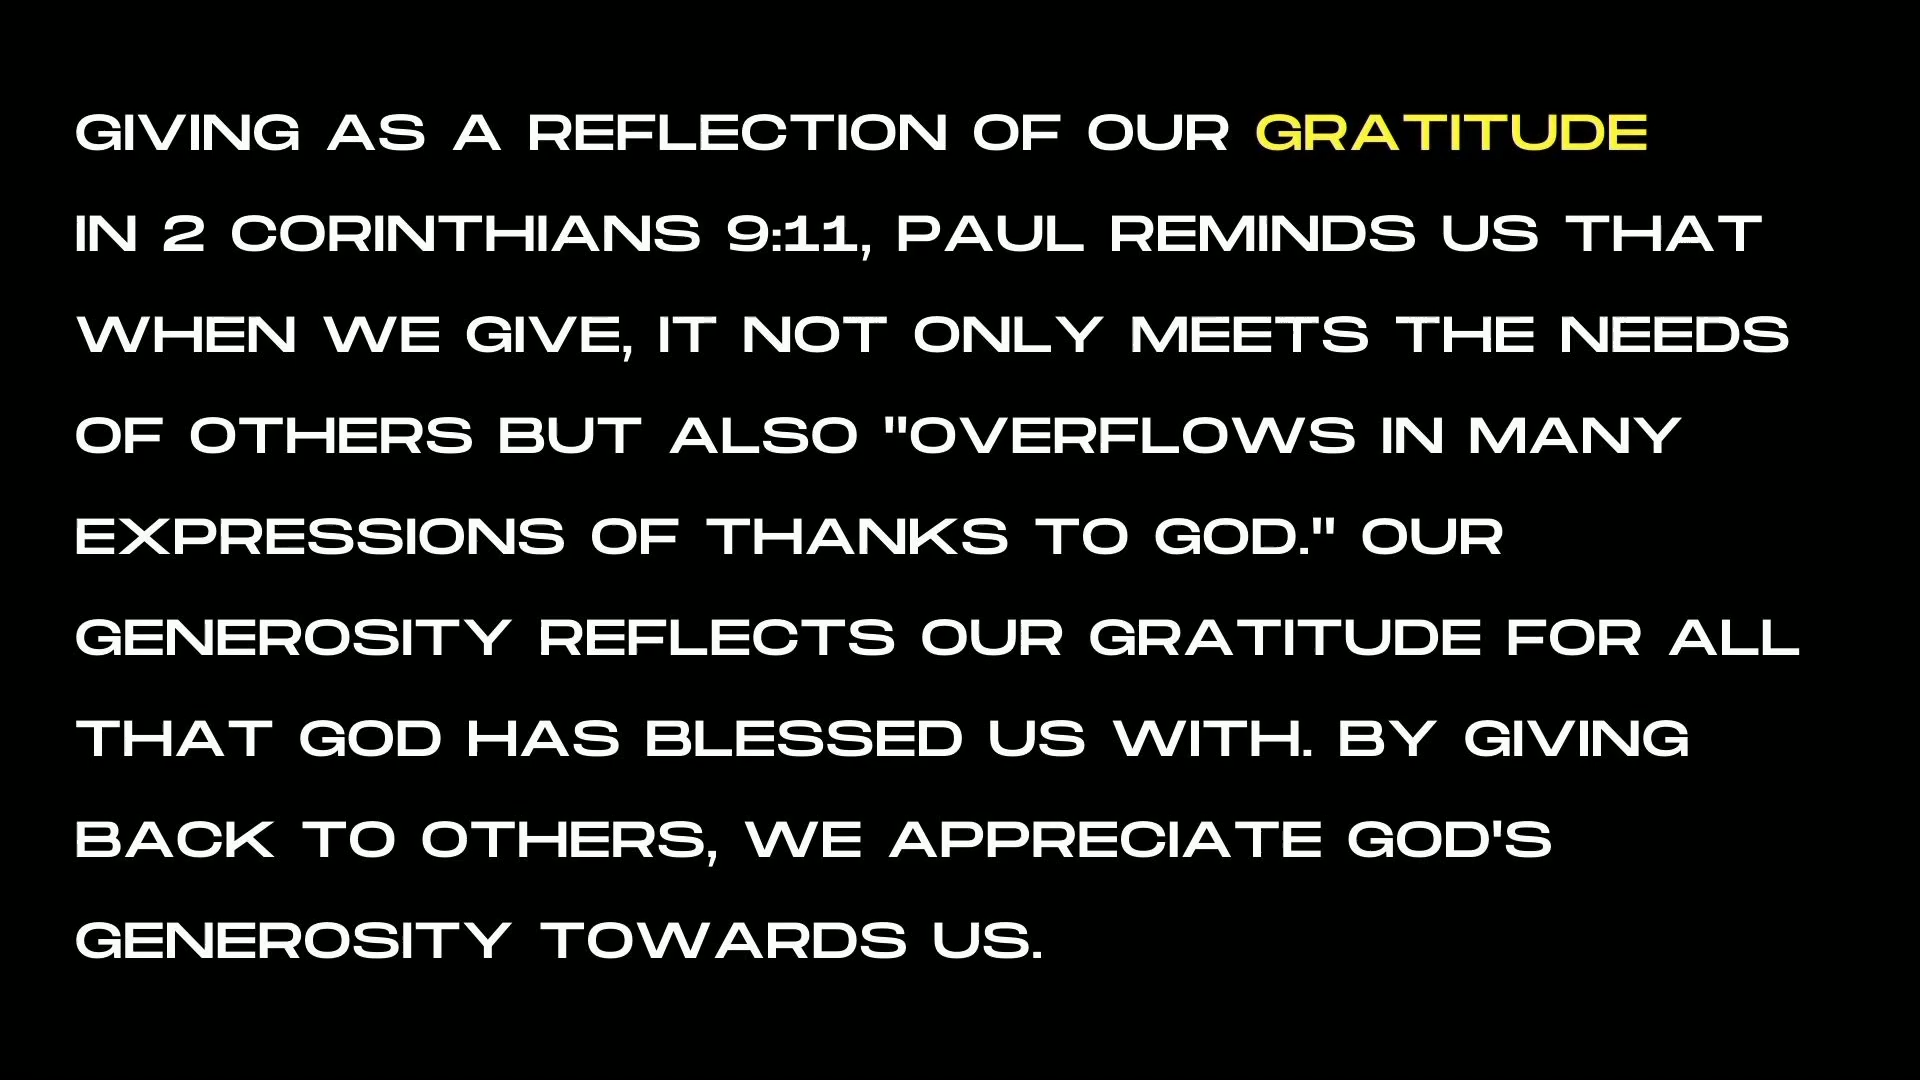 GIVING AS A REFLECTION OF OUR GRATITUDE
IN 2 CORINTHIANS 9:11, PAUL REMINDS US THAT
WHEN WE GIVE, IT NOT ONLY MEETS THE NEEDS
OF OTHERS BUT ALSO "OVERFLOWS IN MANY
EXPRESSIONS OF THANKS TO GOD." OUR
GENEROSITY REFLECTS OUR GRATITUDE FOR ALL
THAT GOD HAS BLESSED US WITH. BY GIVING
BACK TO OTHERS, WE APPRECIATE GOD'S
GENEROSITY TOWARDS US.